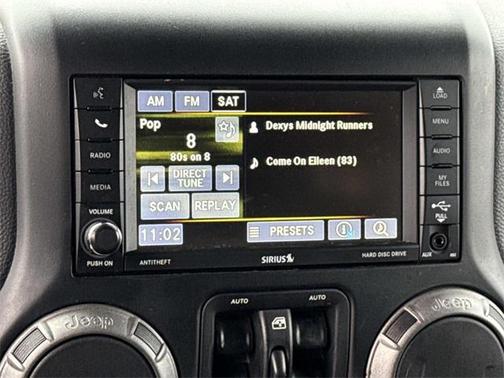 AM FM SAT
LOAD
Pop
8
80s on 8
Dexys Midnight Runners
Come On Eileen (83)
DIRECT
TUNE
SCAN REPLAY
11:02
PRESETS
RADIO
MEDIA
VOLUME
PUSH ON
MENU
AUDIO
MY
FILES
PULL
AUX
ANTITHEFT
SIRIUS
HARD DISC DRIVE
AUTO AUTO
Jeep
Jeep